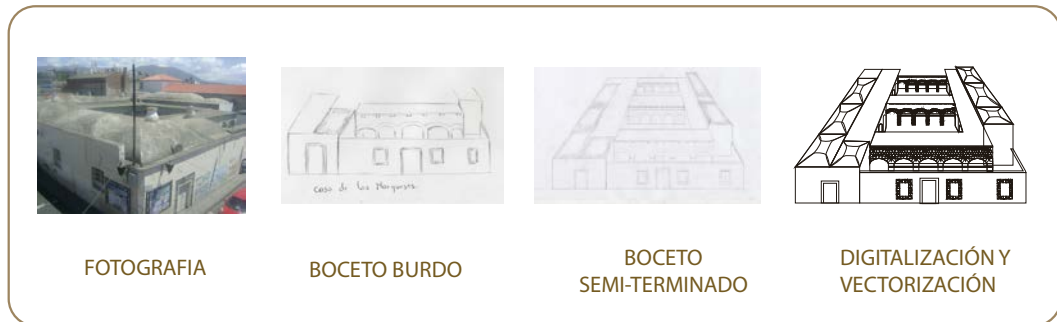 casa de los Marqueses
FOTOGRAFIA
BOCETO BURDO
BOCETO
SEMI-TERMINADO
DIGITALIZACIÓN Y
VECTORIZACIÓN